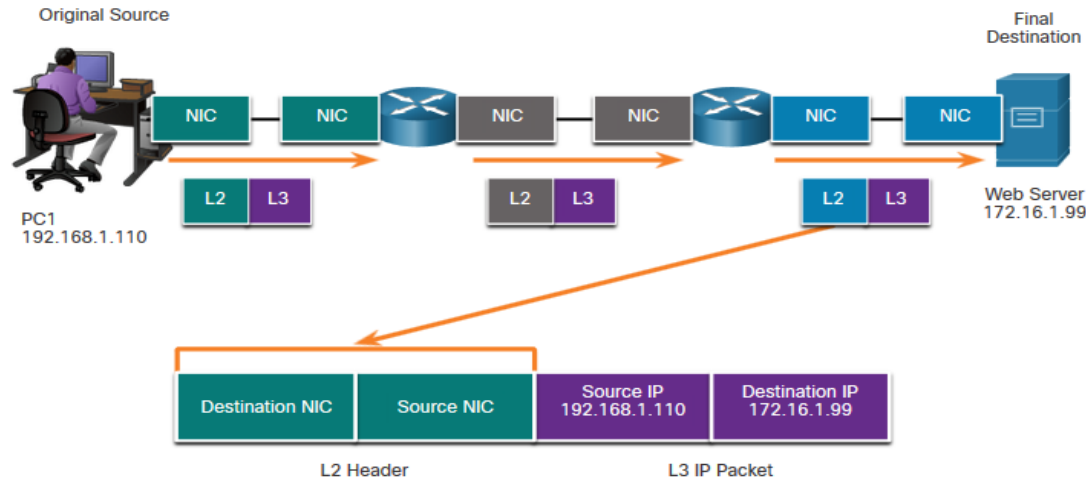 Original Source
Final
Destination
NIC
NIC
NIC
NIC
NIC
NIC
L2
L3
L2
L3
L2
L3
PC1
192.168.1.110
Web Server
172.16.1.99
Destination NIC
Source NIC
Source IP
192.168.1.110
Destination IP
172.16.1.99
L2 Header
L3 IP Packet